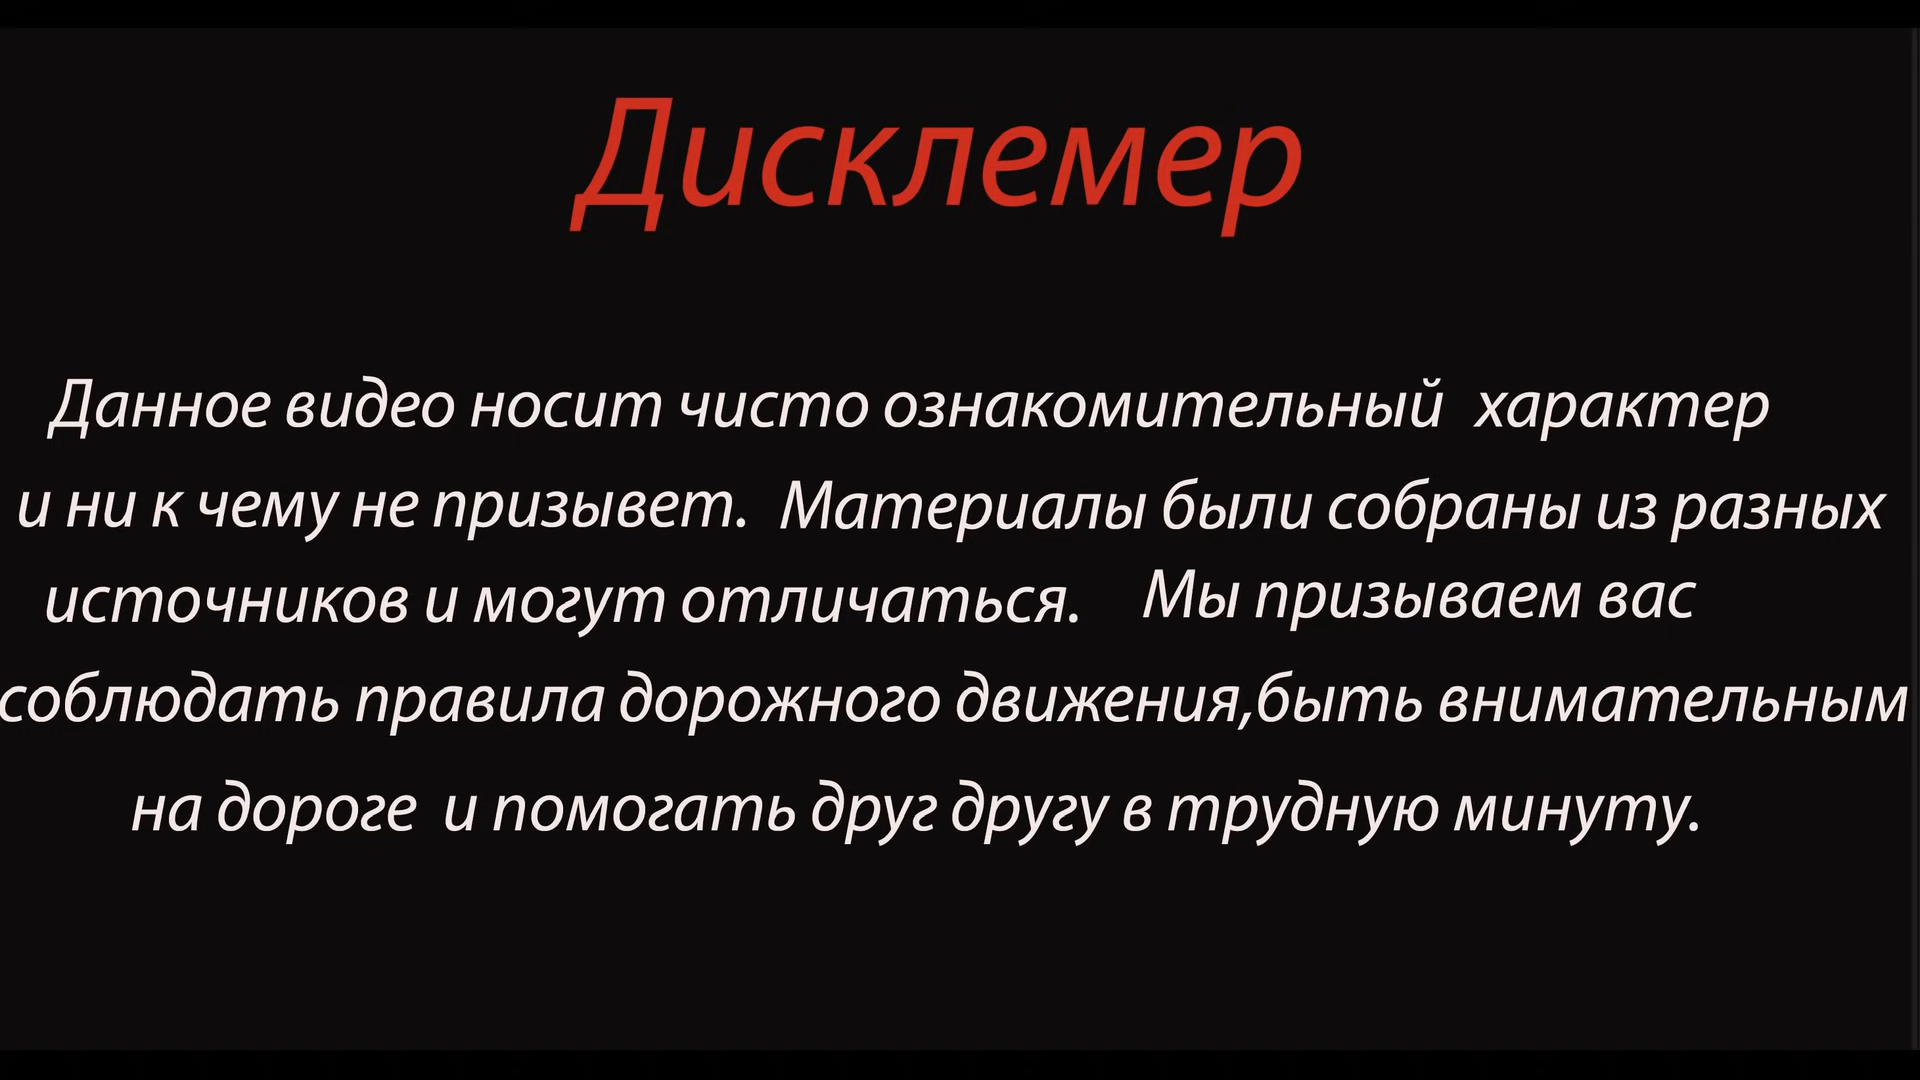 Дисклемер
Данное видео носит чисто ознакомительный характер
и ни к чему не призывет. Материалы были собраны из разных
источников и могут отличаться. Мы призываем вас
соблюдать правила дорожного движения,быть внимательным
на дороге и помогать друг другу в трудную минуту.